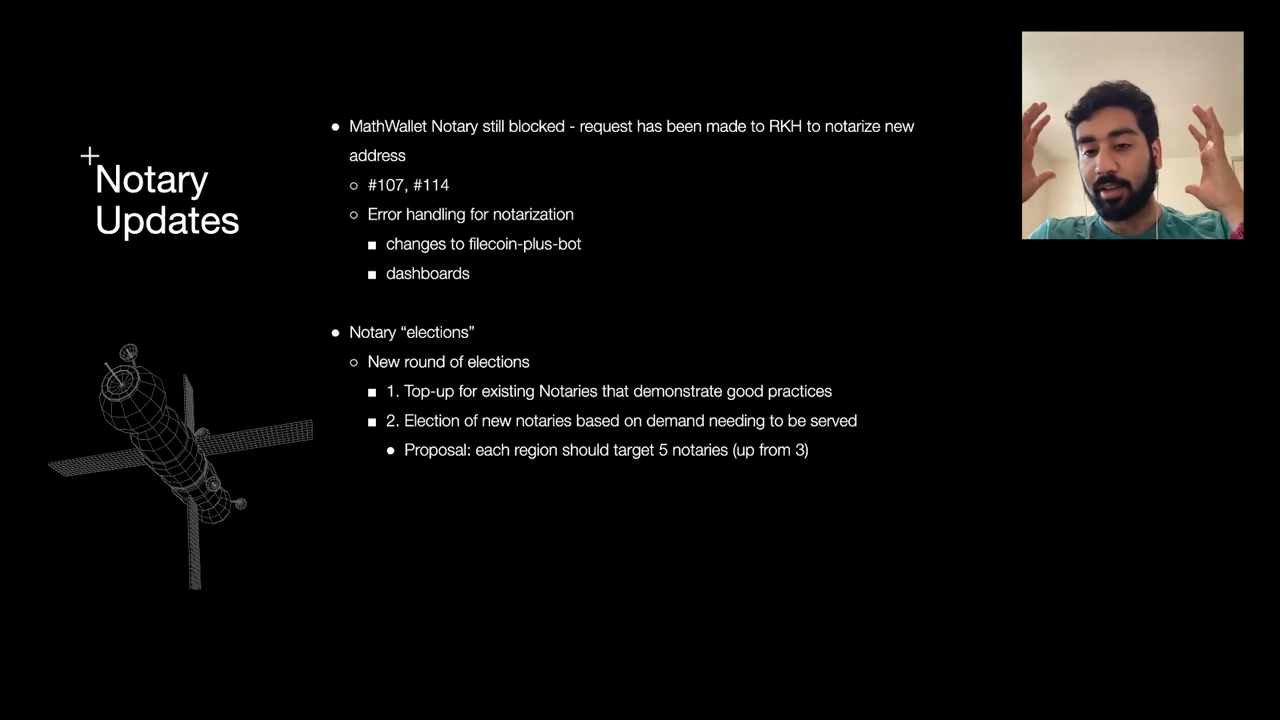 Notary
Updates
● MathWallet Notary still blocked - request has been made to RKH to notarize new
address
○ #107, #114
○ Error handling for notarization
■ changes to filecoin-plus-bot
■ dashboards
● Notary “elections”
○ New round of elections
■ 1. Top-up for existing Notaries that demonstrate good practices
■ 2. Election of new notaries based on demand needing to be served
● Proposal: each region should target 5 notaries (up from 3)